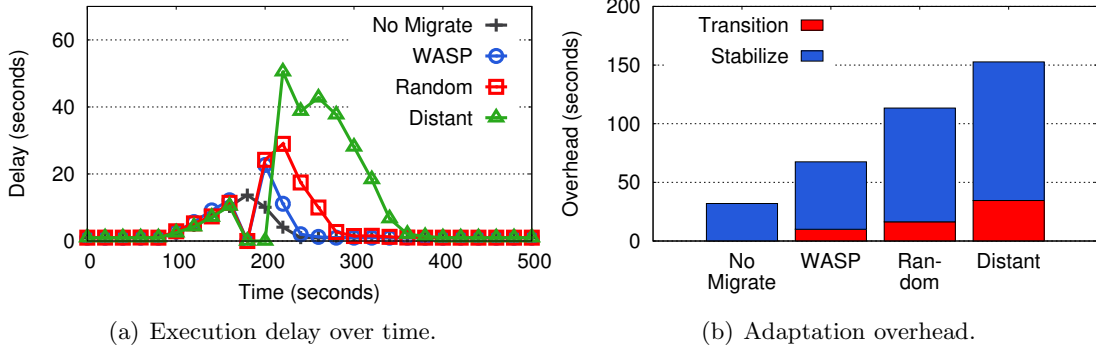 60
40
20
0
Delay (seconds)
No Migrate
WASP
Random
Distant
0 100 200 300 400 500
Time (seconds)
(a) Execution delay over time.
200
150
100
50
0
Overhead (seconds)
Transition
Stabilize
No
Migrate
WASP
Ran-
dom
Distant
(b) Adaptation overhead.